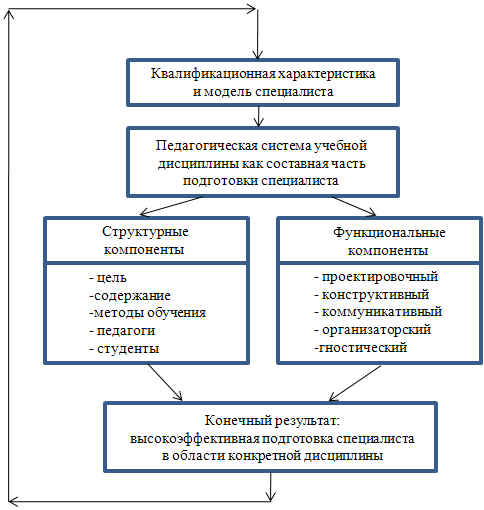 Квалификационная характеристика
и модель специалиста
Педагогическая система учебной
дисциплины как составная часть
подготовки специалиста
Структурные
компоненты
- цель
-содержание
-методы обучения
- педагоги
- студенты
Функциональные
компоненты
- проектировочный
- конструктивный
- коммуникативный
- организаторский
-гностический
Конечный результат:
высокоэффективная подготовка специалиста
в области конкретной дисциплины